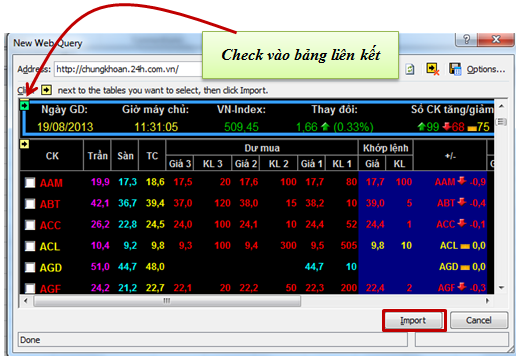 New Web Query
Check vào bảng liên kết
Address: http://chungkhoan.24h.com.vn/ Options...
Click next to the tables you want to select, then click Import.
Ngày GD: Giờ máy chủ: VN-Index: Thay đổi: Số CK tăng/giảm
19/08/2013 11:31:05 509,45 1,66 (0.33%) 99 68 75
CK Trần Sàn TC Dư mua Khớp lệnh +/-
Giá 3 KL 3 Giá 2 KL 2 Giá 1 KL 1 Giá KL
AAM 19,9 17,3 18,6 17,5 20 17,6 100 17,7 80 17,7 100 AAM -0,9
ABT 42,1 36,7 39,4 37,0 120 38,0 15 38,2 10 39,0 5 ABT -0,4
ACC 26,2 22,8 24,5 24,0 100 24,1 10 24,4 52 24,4 1 ACC -0,1
ACL 10,4 9,2 9,8 9,3 100 9,4 300 9,5 505 9,8 10 ACL 0,0
AGD 51,0 44,7 48,0 44,7 10 AGD 0,0
AGF 24,2 21,2 22,7 22,1 20 22,2 50 22,3 200 22,4 2 AGF -0,3
Import Cancel
Done